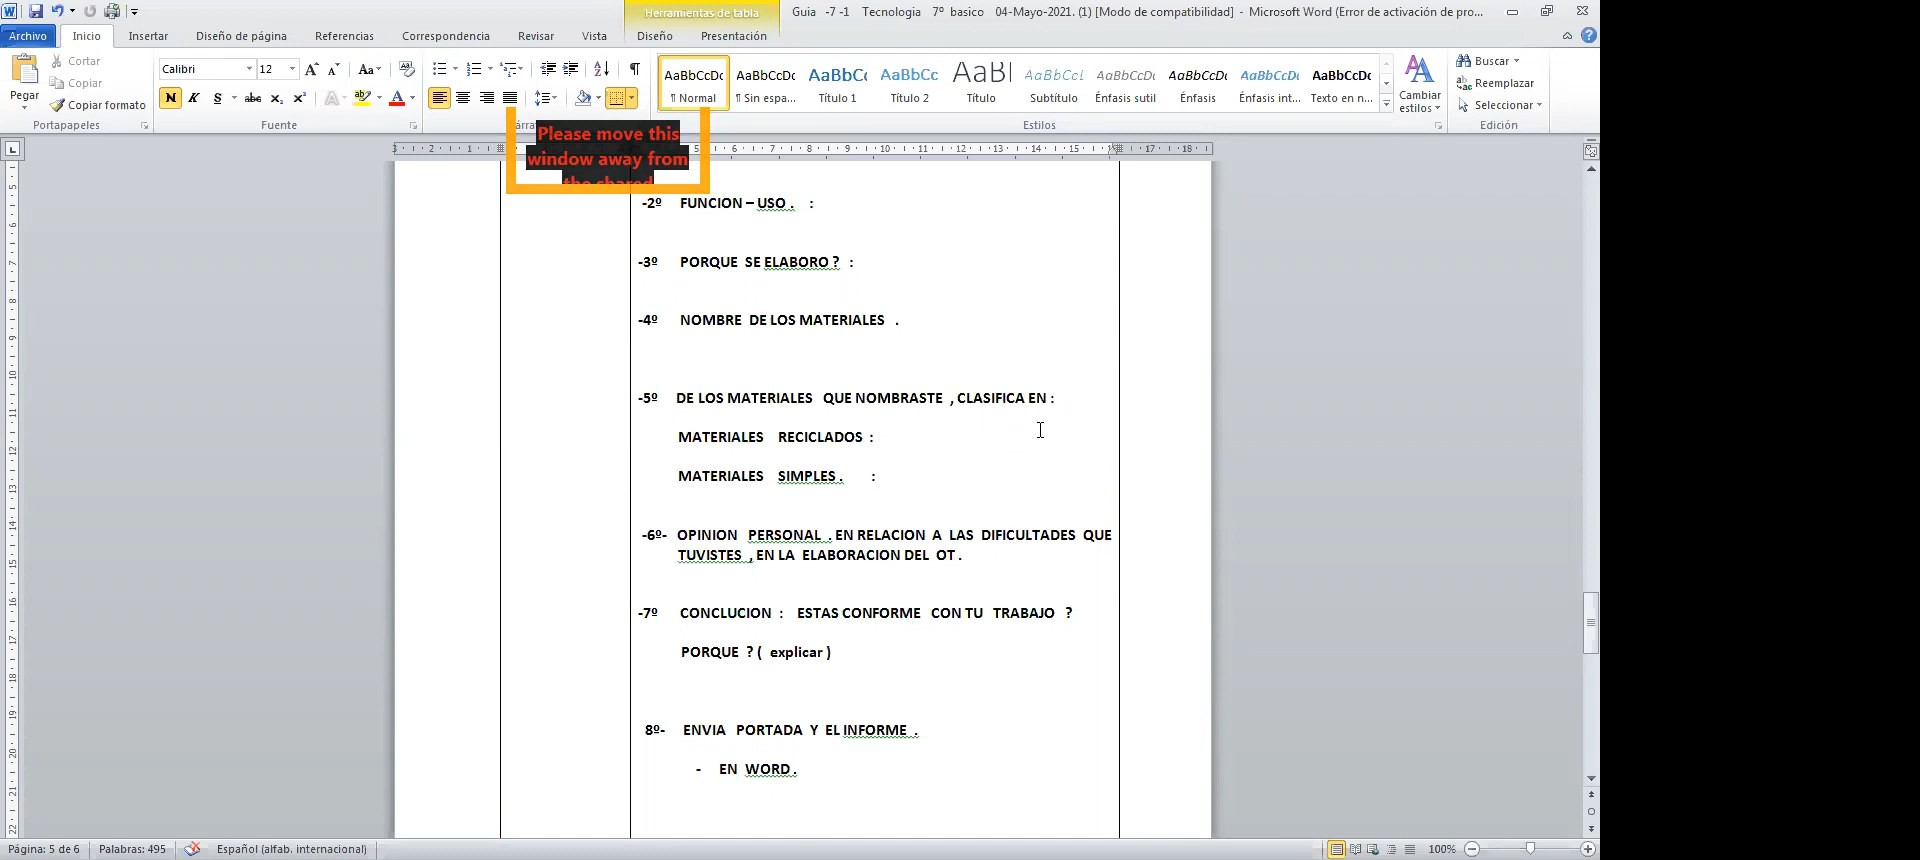 Herramientas de tabla
Guia -7 -1 Tecnologia 7º basico 04-Mayo-2021. (1) [Modo de compatibilidad] - Microsoft Word (Error de activación de pro...
Archivo Inicio Insertar Diseño de página Referencias Correspondencia Revisar Vista Diseño Presentación
Pegar
Cortar
Copiar
Copiar formato
Portapapeles
Calibri 12
Fuente
AaBbCcDc AaBbCcDc AaBbC( AaBbCc AaBl AaBbCcl AaBbCcDc AaBbCcDc AaBbCcDc AaBbCcDc
¶ Normal ¶ Sin espa... Título 1 Título 2 Título Subtítulo Énfasis sutil Énfasis Énfasis int... Texto en n...
Estilos
Cambiar
estilos
Buscar
Reemplazar
Seleccionar
Edición
Please move this
window away from
the shared
-2º FUNCION – USO . :
-3º PORQUE SE ELABORO ? :
-4º NOMBRE DE LOS MATERIALES .
-5º DE LOS MATERIALES QUE NOMBRASTE , CLASIFICA EN :
MATERIALES RECICLADOS :
MATERIALES SIMPLES . :
-6º- OPINION PERSONAL . EN RELACION A LAS DIFICULTADES QUE
TUVISTES , EN LA ELABORACION DEL OT .
-7º CONCLUCION : ESTAS CONFORME CON TU TRABAJO ?
PORQUE ? ( explicar )
8º- ENVIA PORTADA Y EL INFORME .
- EN WORD .
Página: 5 de 6 Palabras: 495 Español (alfab. internacional) 100%